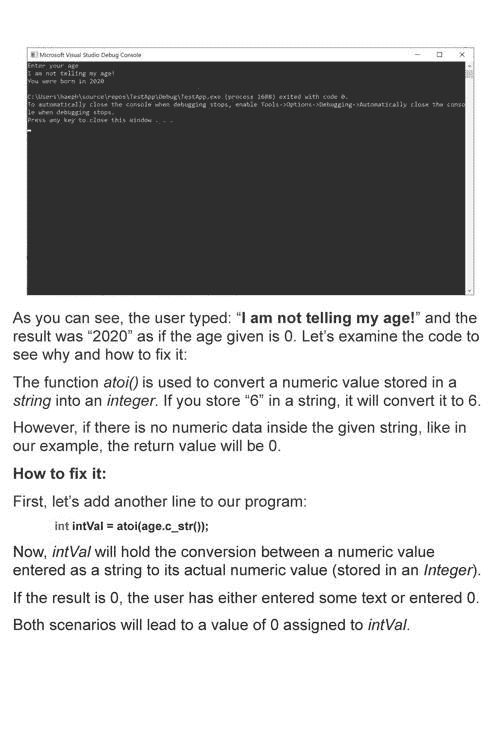 Microsoft Visual Studio Debug Console
Enter your age
I am not telling my age!
You were born in 2020
C:\Users\haeph\source\repos\TestApp\Debug\TestApp.exe (process 1608) exited with code 0.
To automatically close the console when debugging stops, enable Tools->Options->Debugging->Automatically close the conso
le when debugging stops.
Press any key to close this window . . .
As you can see, the user typed: “I am not telling my age!” and the
result was “2020” as if the age given is 0. Let’s examine the code to
see why and how to fix it:
The function atoi() is used to convert a numeric value stored in a
string into an integer. If you store “6” in a string, it will convert it to 6.
However, if there is no numeric data inside the given string, like in
our example, the return value will be 0.
How to fix it:
First, let’s add another line to our program:
int intVal = atoi(age.c_str());
Now, intVal will hold the conversion between a numeric value
entered as a string to its actual numeric value (stored in an Integer).
If the result is 0, the user has either entered some text or entered 0.
Both scenarios will lead to a value of 0 assigned to intVal.